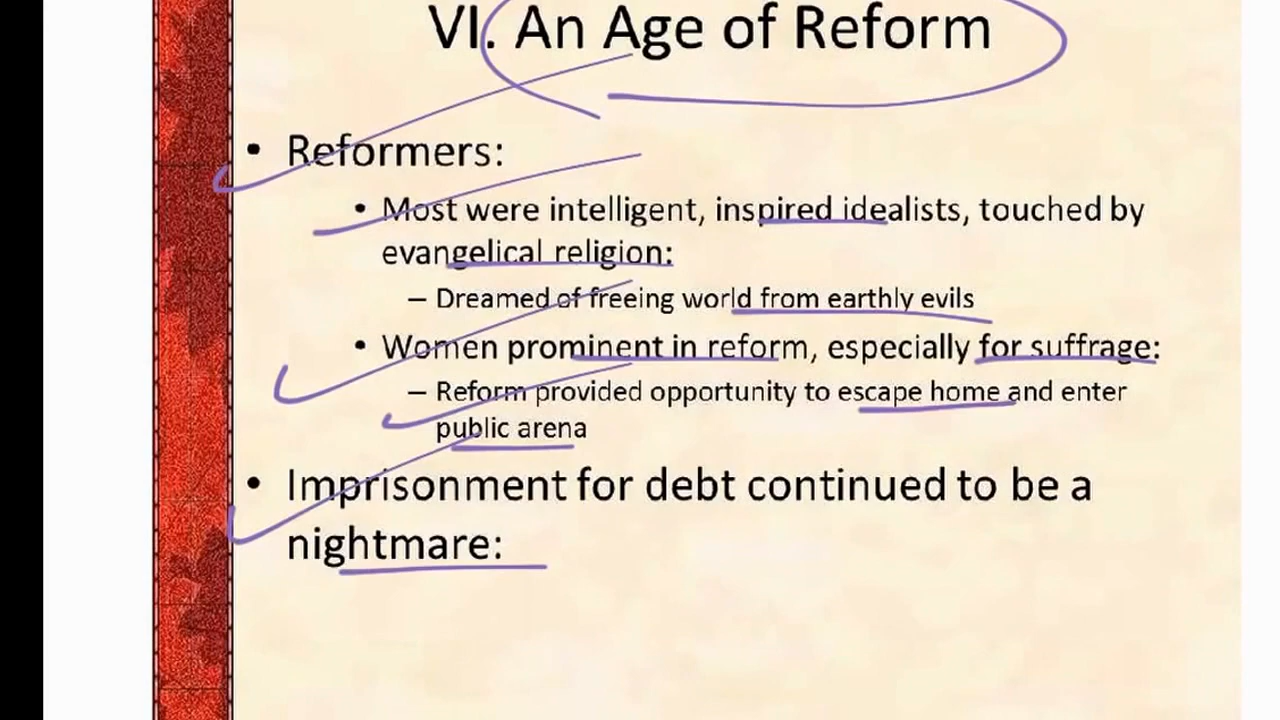 VI. An Age of Reform
• Reformers:
• Most were intelligent, inspired idealists, touched by
evangelical religion:
– Dreamed of freeing world from earthly evils
• Women prominent in reform, especially for suffrage:
– Reform provided opportunity to escape home and enter
public arena
• Imprisonment for debt continued to be a
nightmare: